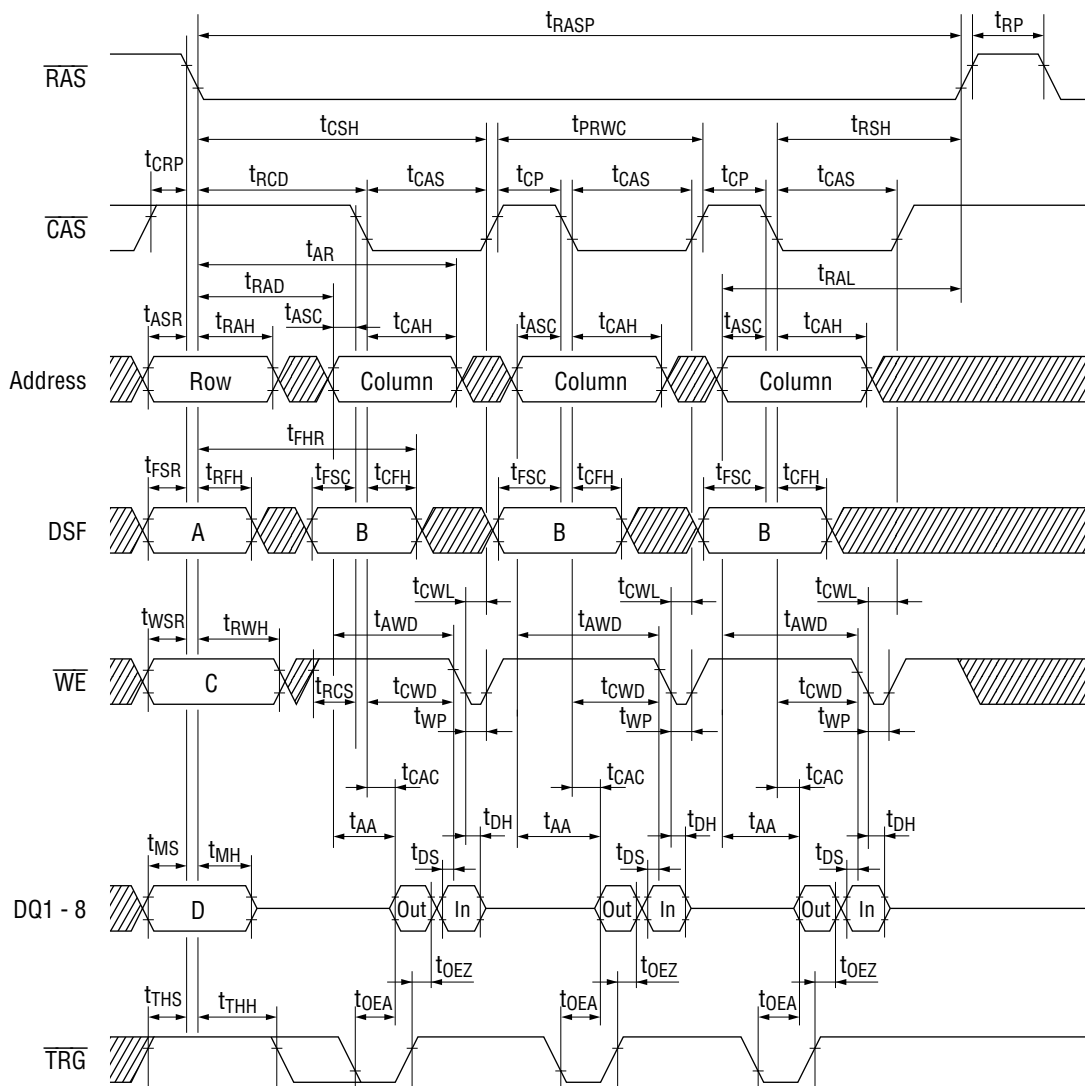 tRASP tRP
RAS
tCSH tPRWC tRSH
tCRP tRCD tCAS tCP tCAS tCP tCAS
CAS
tAR
tRAD tRAL
tASR tRAH tASC tCAH tASC tCAH tASC tCAH
Address Row Column Column Column
tFHR
tFSR tRFH tFSC tCFH tFSC tCFH tFSC tCFH
DSF A B B B
tCWL tCWL tCWL
tWSR tRWH tAWD tAWD tAWD
WE C
tRCS tCWD tCWD tCWD
tWP tWP tWP
tCAC tCAC tCAC
tAA tDH tAA tDH tAA tDH
tMS tMH tDS tDS tDS
DQ1 - 8 D Out In Out In Out In
tOEZ tOEZ tOEZ
tTHS tTHH tOEA tOEA tOEA
TRG